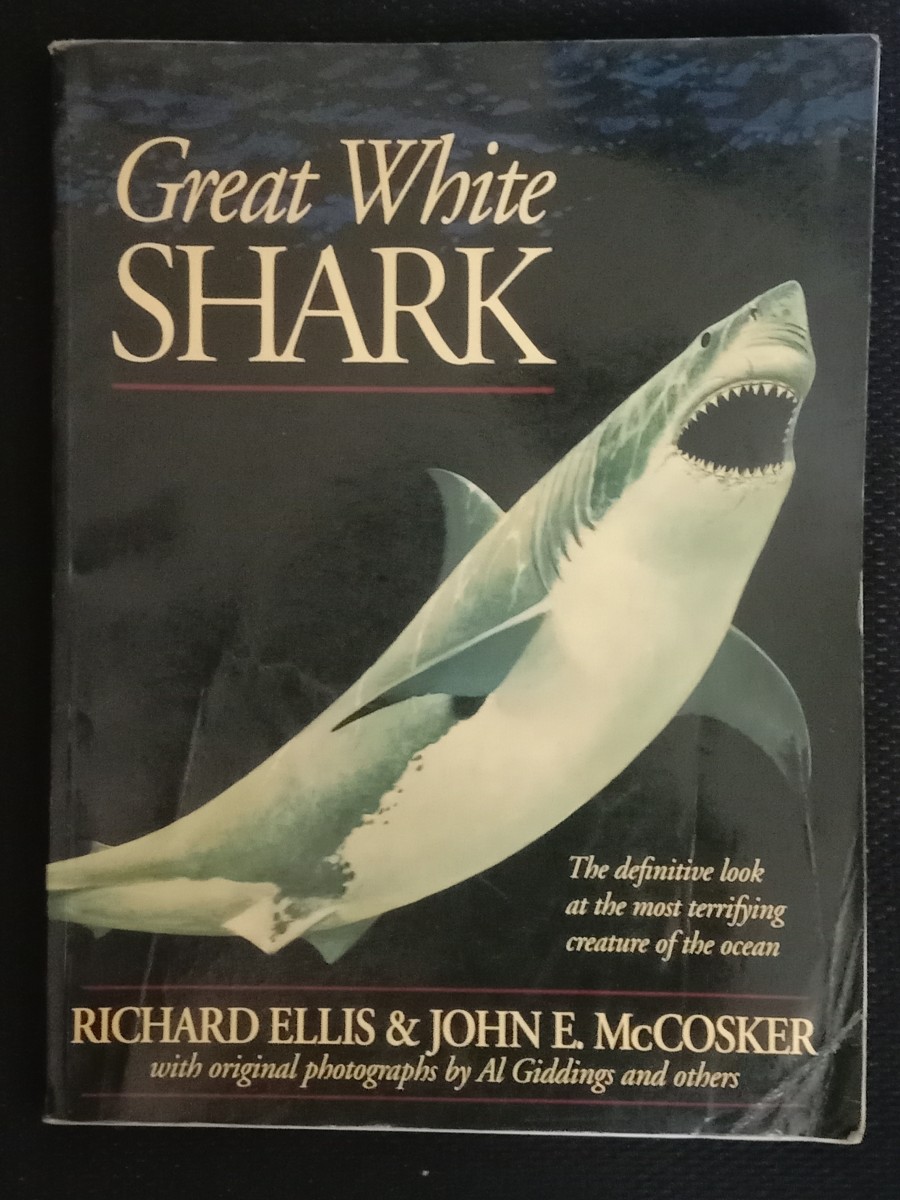 Great White
SHARK
The definitive look
at the most terrifying
creature of the ocean
RICHARD ELLIS & JOHN E. McCOSKER
with original photographs by Al Giddings and others